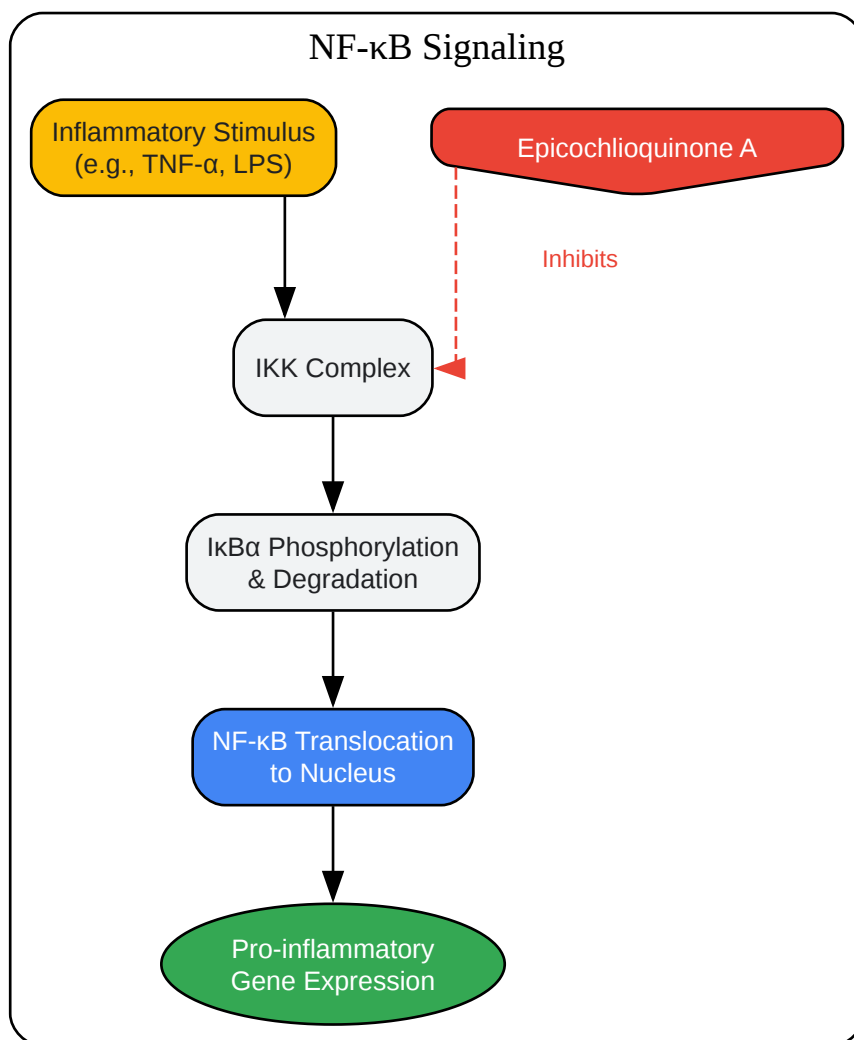 NF-κB Signaling
Inflammatory Stimulus
(e.g., TNF-α, LPS)
Epicochlioquinone A
Inhibits
IKK Complex
IκBα Phosphorylation
& Degradation
NF-κB Translocation
to Nucleus
Pro-inflammatory
Gene Expression